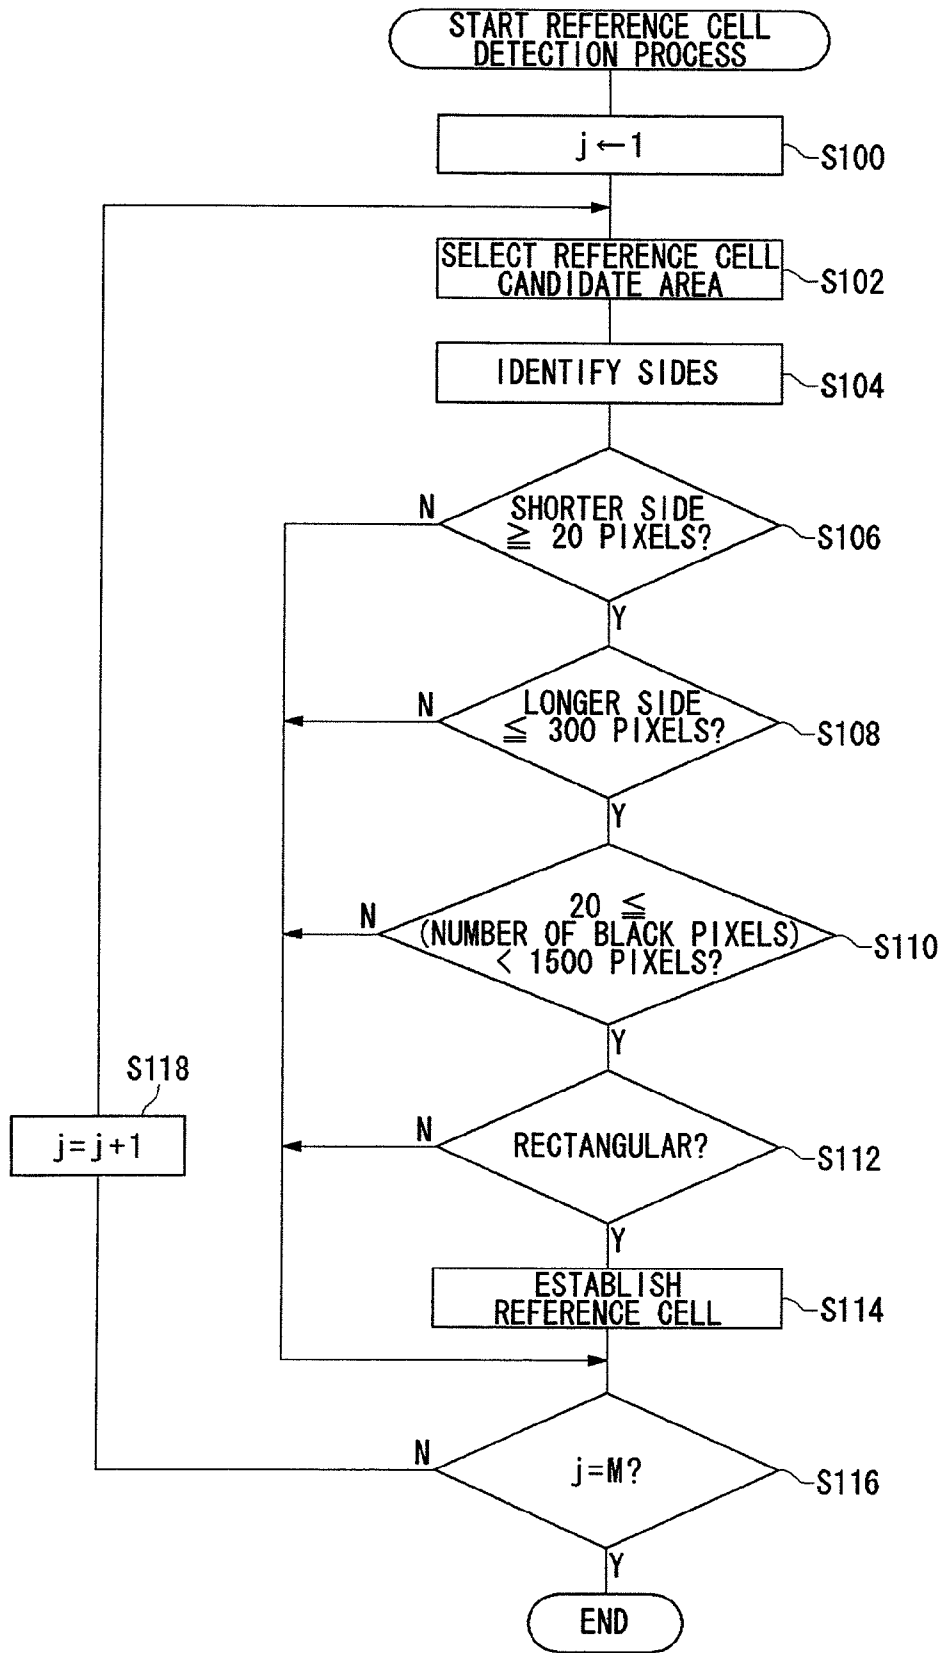 START REFERENCE CELL
DETECTION PROCESS
j←1
S100
SELECT REFERENCE CELL
CANDIDATE AREA
S102
IDENTIFY SIDES
S104
SHORTER SIDE
≧ 20 PIXELS?
N
S106
Y
LONGER SIDE
≦ 300 PIXELS?
N
S108
Y
20 ≦
(NUMBER OF BLACK PIXELS)
< 1500 PIXELS?
N
S110
Y
S118
j=j+1
RECTANGULAR?
N
S112
Y
ESTABLISH
REFERENCE CELL
S114
j=M?
N
S116
Y
END